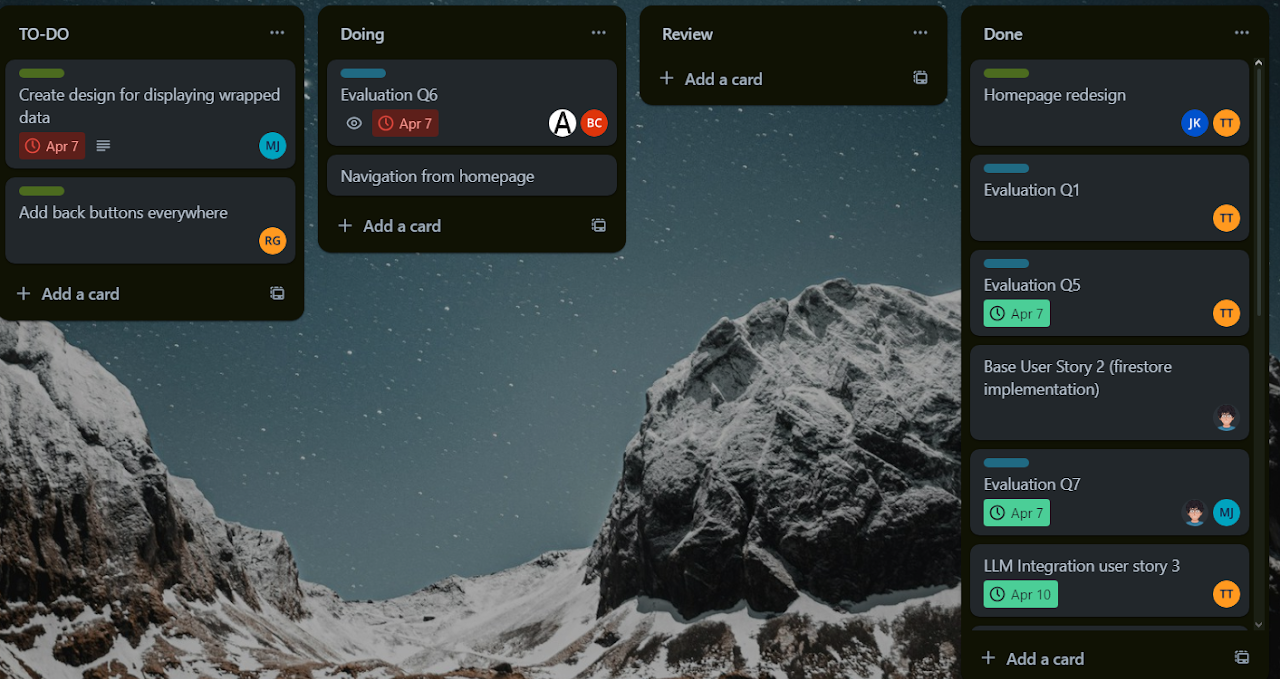 TO-DO
Create design for displaying wrapped
data
Apr 7
MJ
Add back buttons everywhere
RG
Add a card
Doing
Evaluation Q6
Apr 7
A
BC
Navigation from homepage
Add a card
Review
Add a card
Done
Homepage redesign
JK
TT
Evaluation Q1
TT
Evaluation Q5
Apr 7
TT
Base User Story 2 (firestore
implementation)
Evaluation Q7
Apr 7
MJ
LLM Integration user story 3
Apr 10
TT
Add a card